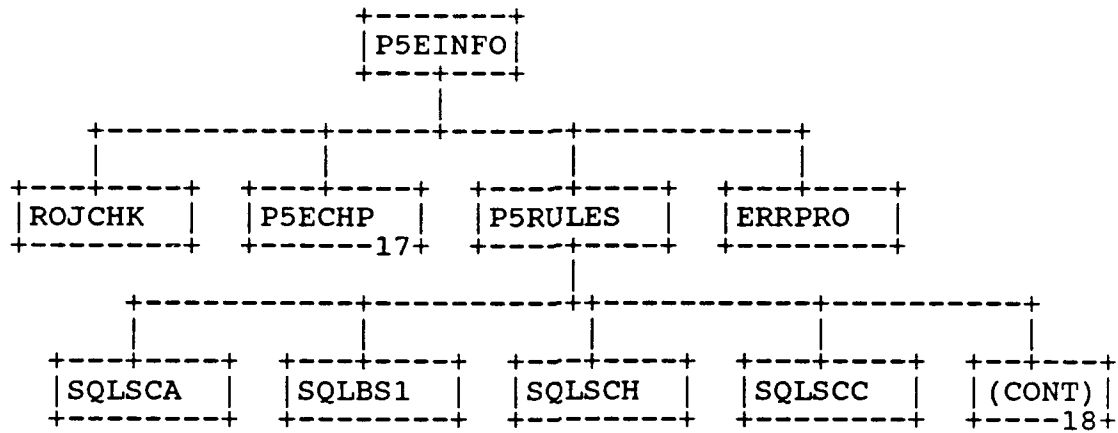 P5EINFO
ROJCHK P5ECHP P5RULES ERRPRO
17
SQLSCA SQLBS1 SQLSCH SQLSCC (CONT)
18